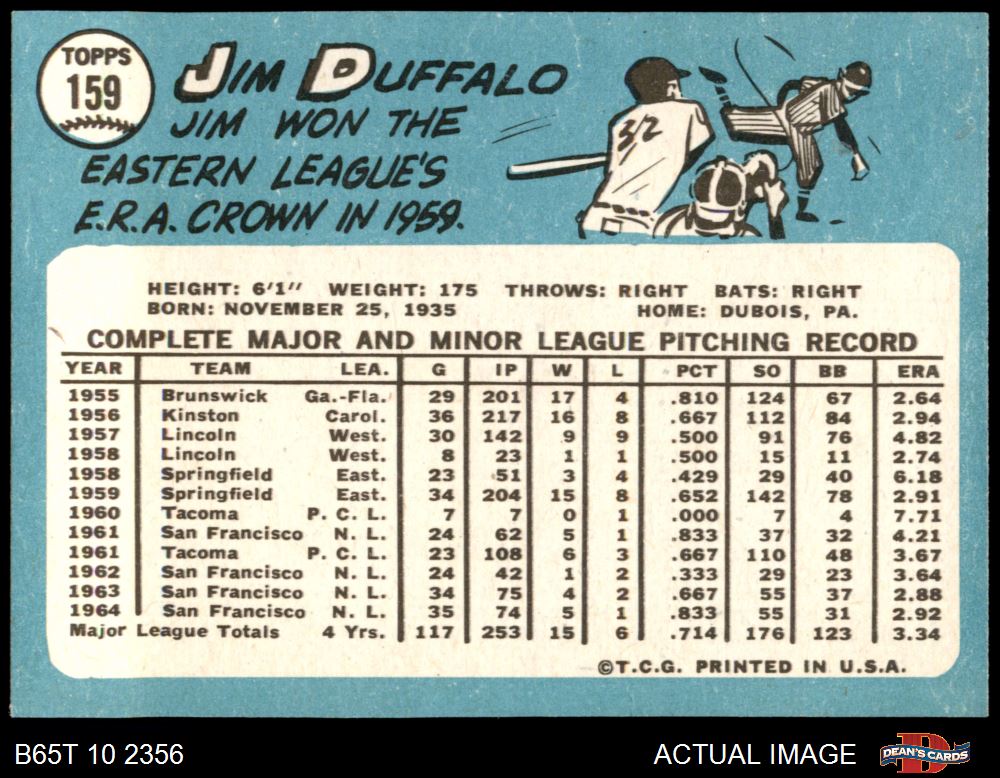 TOPPS
159
JIM DUFFALO
JIM WON THE
EASTERN LEAGUE'S
E.R.A. CROWN IN 1959.
32
HEIGHT: 6'1" WEIGHT: 175 THROWS: RIGHT BATS: RIGHT
BORN: NOVEMBER 25, 1935 HOME: DUBOIS, PA.
COMPLETE MAJOR AND MINOR LEAGUE PITCHING RECORD
YEAR TEAM LEA. G IP W L PCT SO BB ERA
1955 Brunswick Ga.-Fla. 29 201 17 4 .810 124 67 2.64
1956 Kinston Carol. 36 217 16 8 .667 112 84 2.94
1957 Lincoln West. 30 142 9 9 .500 91 76 4.82
1958 Lincoln West. 8 23 1 1 .500 15 11 2.74
1958 Springfield East. 23 51 3 4 .429 29 40 6.18
1959 Springfield East. 34 204 15 8 .652 142 78 2.91
1960 Tacoma P. C. L. 7 7 0 1 .000 7 4 7.71
1961 San Francisco N. L. 24 62 5 1 .833 37 32 4.21
1961 Tacoma P. C. L. 23 108 6 3 .667 110 48 3.67
1962 San Francisco N. L. 24 42 1 2 .333 29 23 3.64
1963 San Francisco N. L. 34 75 4 2 .667 55 37 2.88
1964 San Francisco N. L. 35 74 5 1 .833 55 31 2.92
Major League Totals 4 Yrs. 117 253 15 6 .714 176 123 3.34
©T.C.G. PRINTED IN U.S.A.
B65T 10 2356 ACTUAL IMAGE
D
DEAN'S CARDS